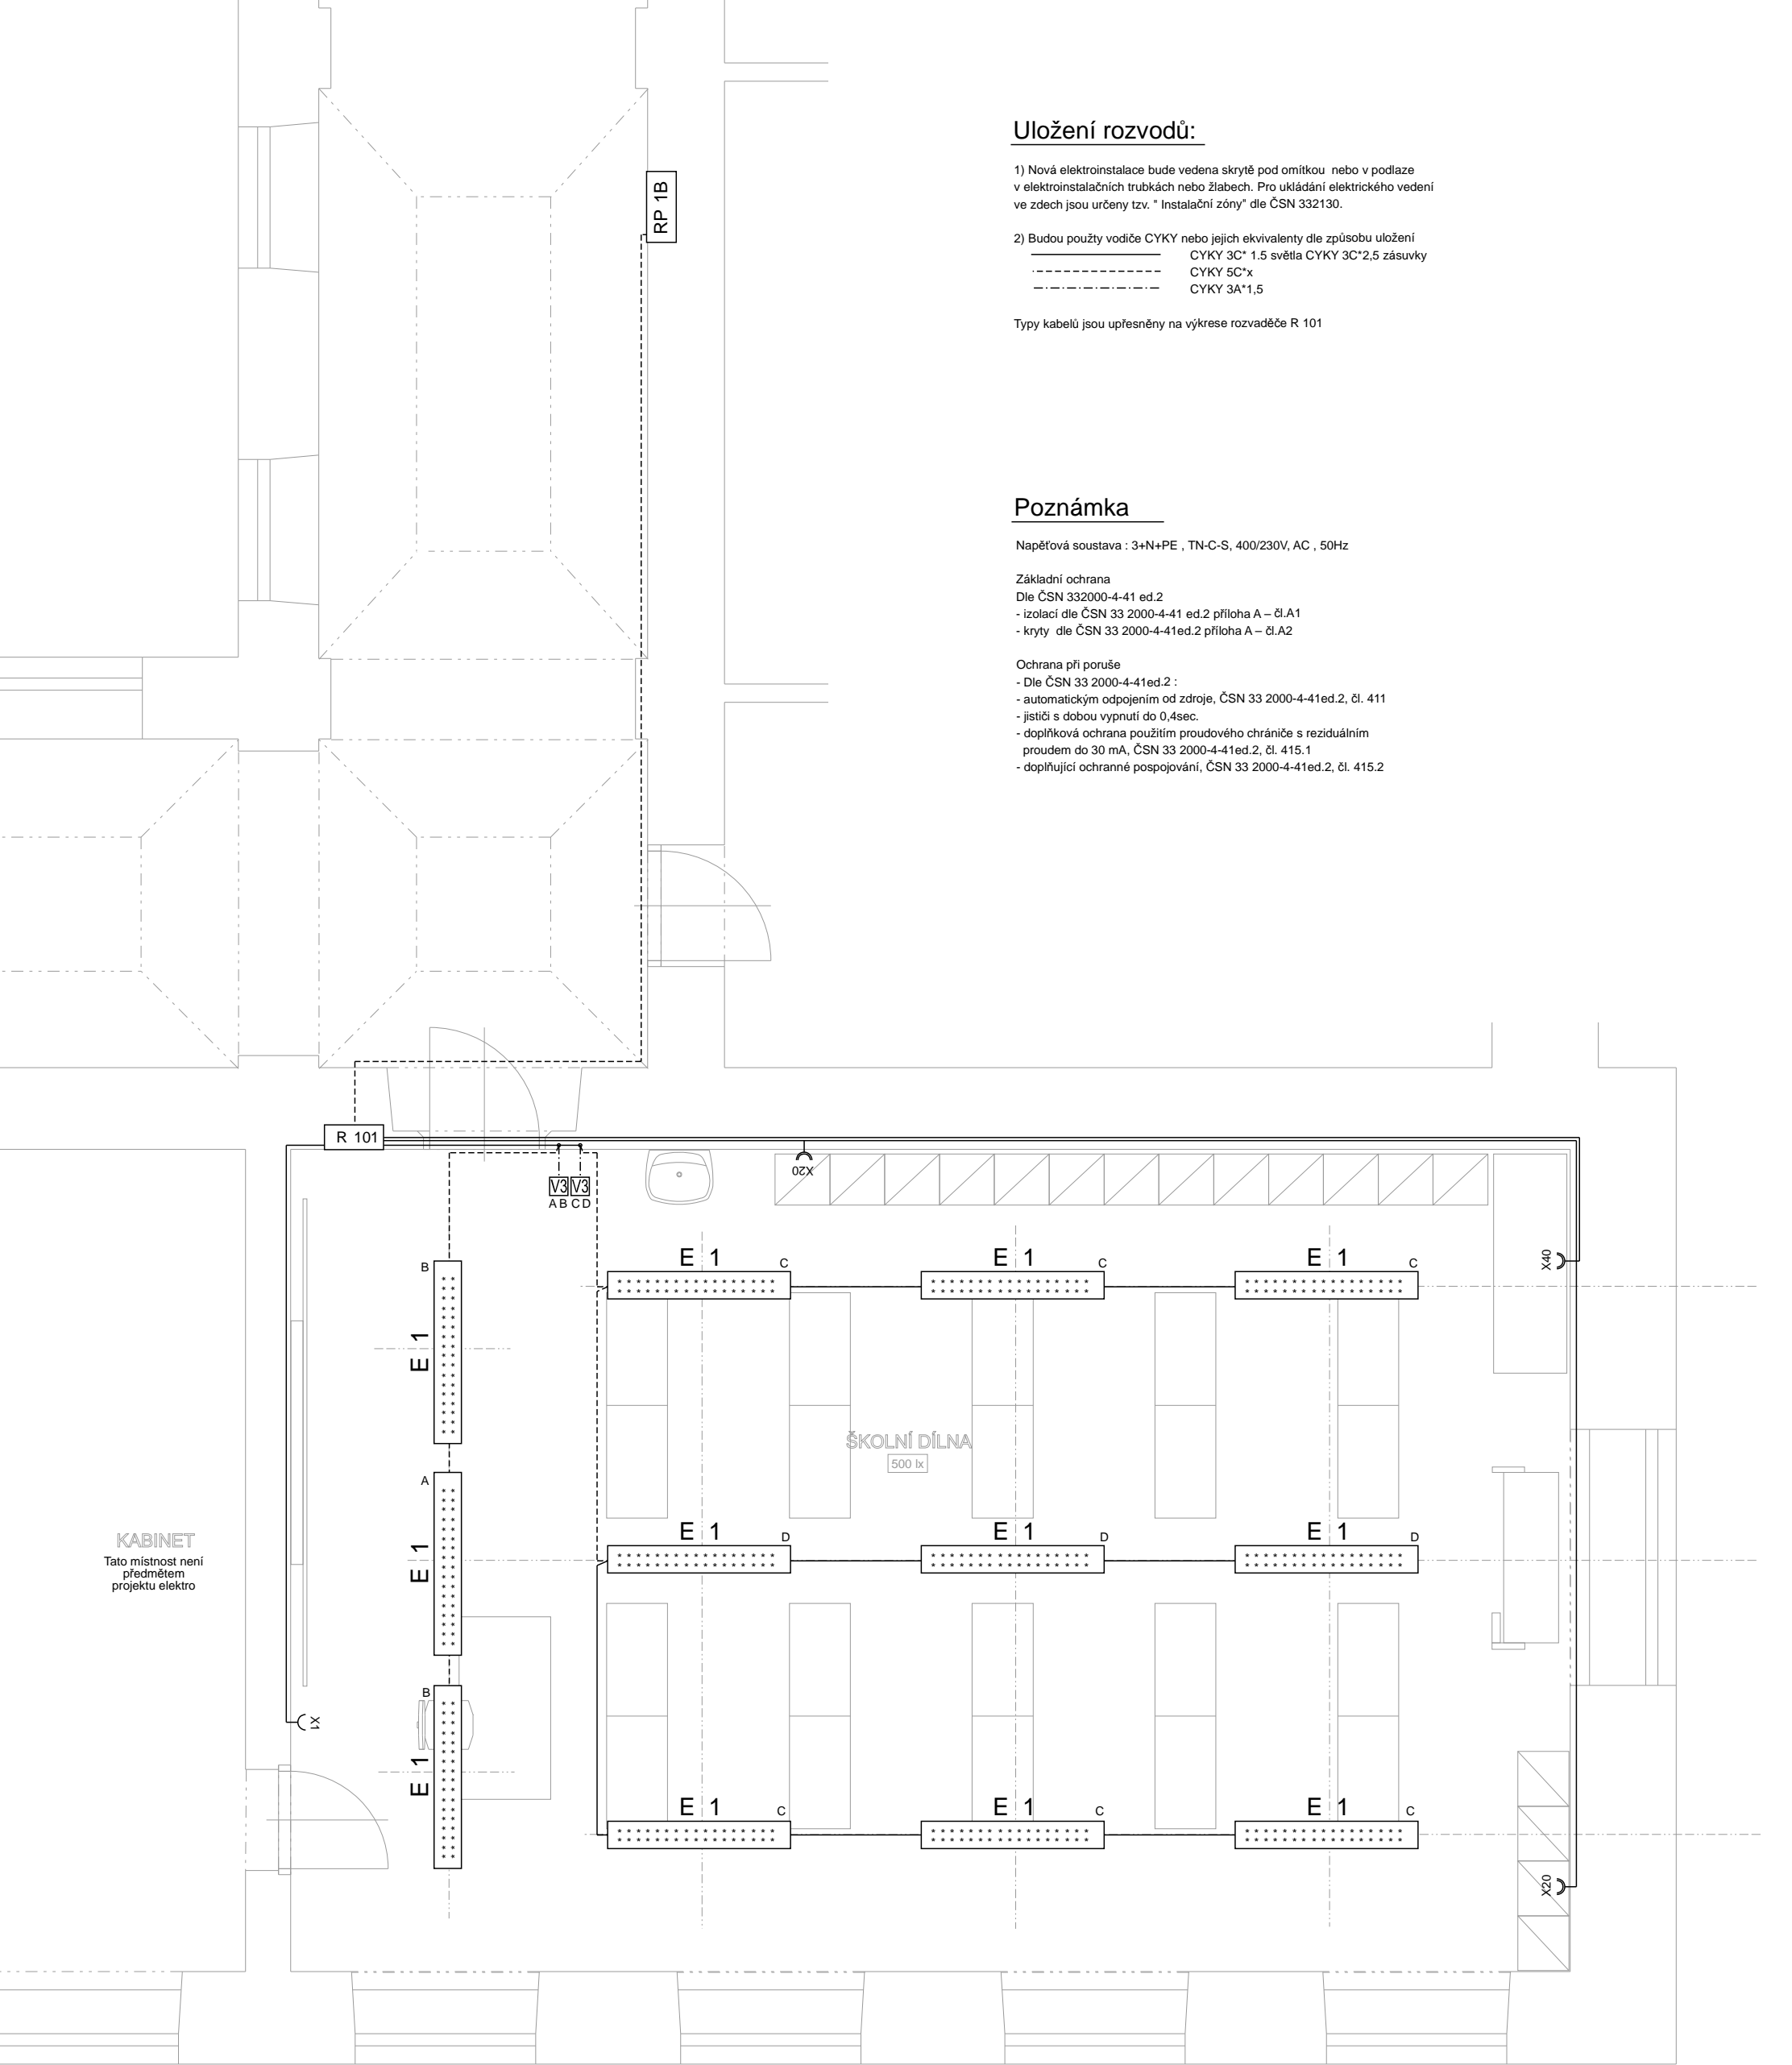 Uložení rozvodů:
1) Nová elektroinstalace bude vedena skrytě pod omítkou nebo v podlaze
v elektroinstalačních trubkách nebo žlabech. Pro ukládání elektrického vedení
ve zdech jsou určeny tzv. " Instalační zóny" dle ČSN 332130.
2) Budou použty vodiče CYKY nebo jejich ekvivalenty dle způsobu uložení
CYKY 3C* 1.5 světla CYKY 3C*2,5 zásuvky
CYKY 5C*x
CYKY 3A*1,5
Typy kabelů jsou upřesněny na výkrese rozvaděče R 101
RP 1B
Poznámka
Napěťová soustava : 3+N+PE , TN-C-S, 400/230V, AC , 50Hz
Základní ochrana
Dle ČSN 332000-4-41 ed.2
- izolací dle ČSN 33 2000-4-41 ed.2 příloha A – čl.A1
- kryty dle ČSN 33 2000-4-41ed.2 příloha A – čl.A2
Ochrana při poruše
- Dle ČSN 33 2000-4-41ed.2 :
- automatickým odpojením od zdroje, ČSN 33 2000-4-41ed.2, čl. 411
- jističi s dobou vypnutí do 0,4sec.
- doplňková ochrana použitím proudového chrániče s reziduálním
proudem do 30 mA, ČSN 33 2000-4-41ed.2, čl. 415.1
- doplňující ochranné pospojování, ČSN 33 2000-4-41ed.2, čl. 415.2
R 101
X20
V3 V3
A B C D
E 1 C E 1 C E 1 C
X40
B
E 1
ŠKOLNÍ DÍLNA
500 lx
A
E 1
E 1 D E 1 D E 1 D
KABINET
Tato místnost není
předmětem
projektu elektro
B
E 1
X1
E 1 C E 1 C E 1 C
X20